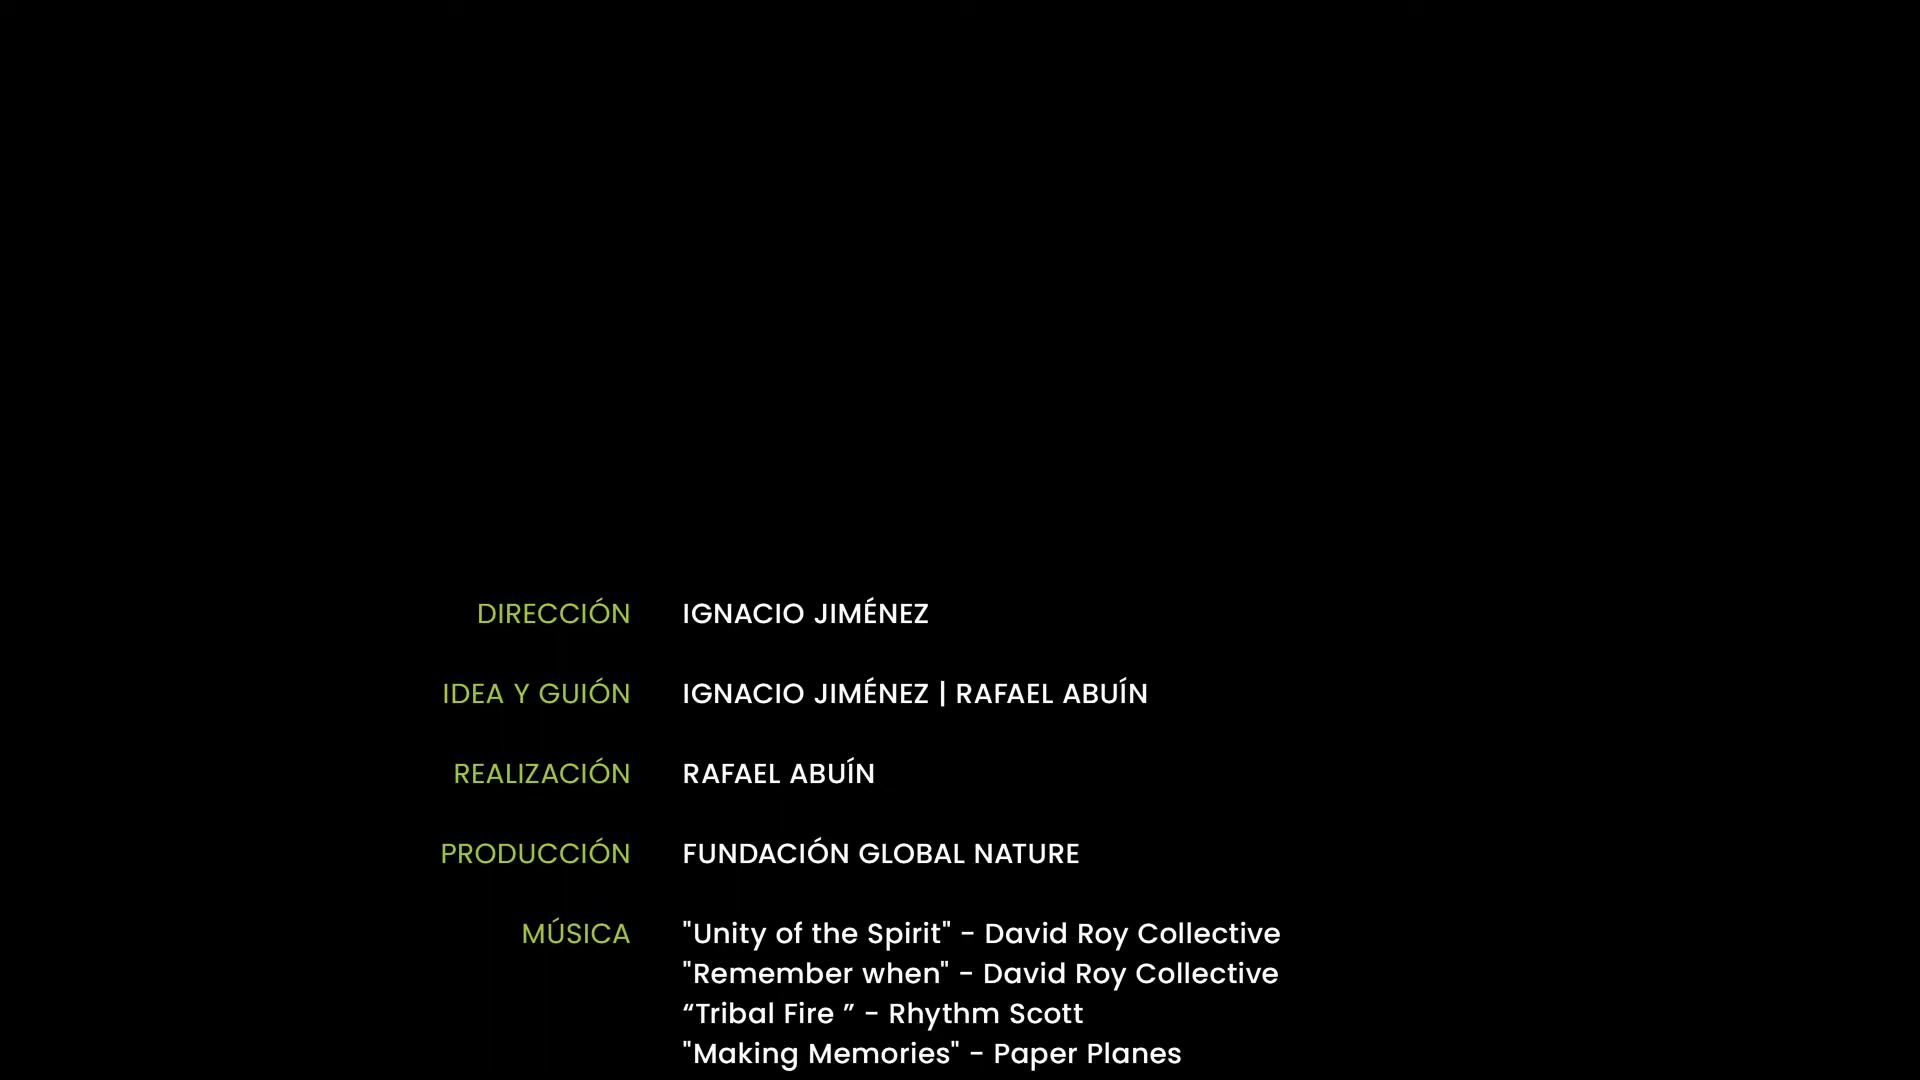 DIRECCIÓN IGNACIO JIMÉNEZ
IDEA Y GUIÓN IGNACIO JIMÉNEZ | RAFAEL ABUÍN
REALIZACIÓN RAFAEL ABUÍN
PRODUCCIÓN FUNDACIÓN GLOBAL NATURE
MÚSICA "Unity of the Spirit" - David Roy Collective
"Remember when" - David Roy Collective
“Tribal Fire ” - Rhythm Scott
"Making Memories" - Paper Planes